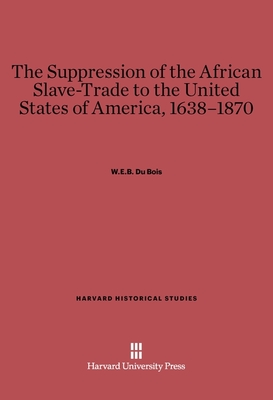 The Suppression of the African
Slave-Trade to the United
States of America, 1638–1870
W.E.B. Du Bois
HARVARD HISTORICAL STUDIES
Harvard University Press